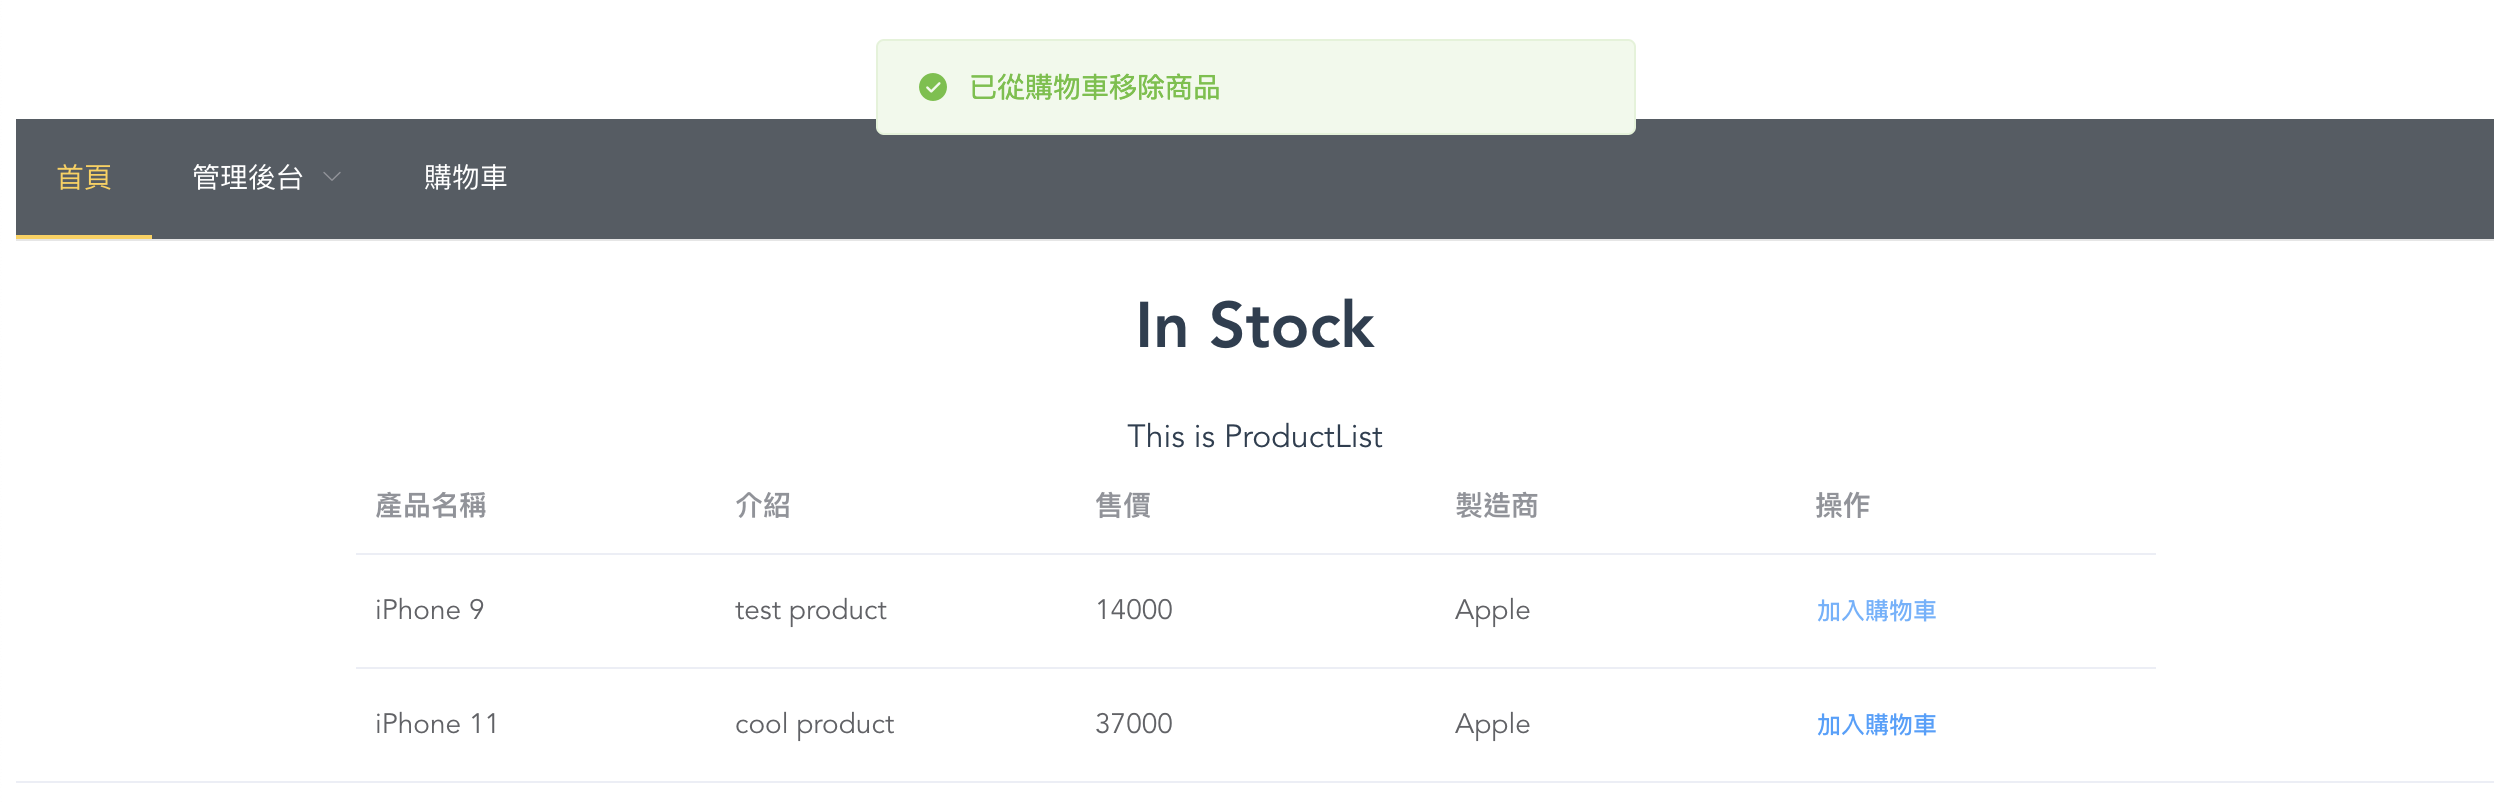 已從購物車移除商品
首頁 管理後台 購物車
In Stock
This is ProductList
產品名稱 介紹 售價 製造商 操作
iPhone 9 test product 14000 Apple 加入購物車
iPhone 11 cool product 37000 Apple 加入購物車